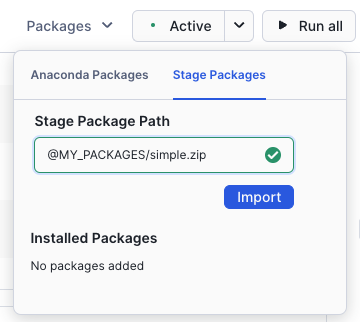 Packages
Active
Run all
Anaconda Packages
Stage Packages
Stage Package Path
@MY_PACKAGES/simple.zip
Import
Installed Packages
No packages added